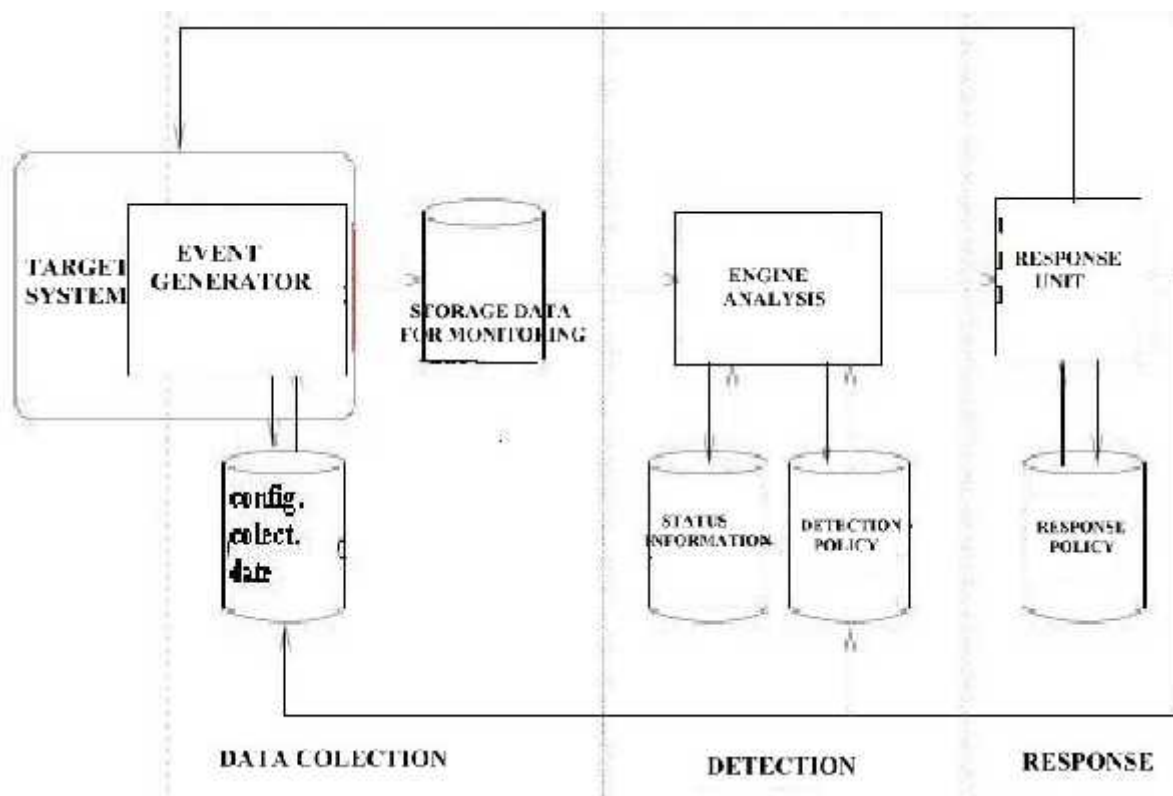 TARGET
SYSTEM
EVENT
GENERATOR
STORAGE DATA
FOR MONITORING
ENGINE
ANALYSIS
RESPONSE
UNIT
config.
colect.
date
STATUS
INFORMATION
DETECTION
POLICY
RESPONSE
POLICY
DATA COLECTION
DETECTION
RESPONSE